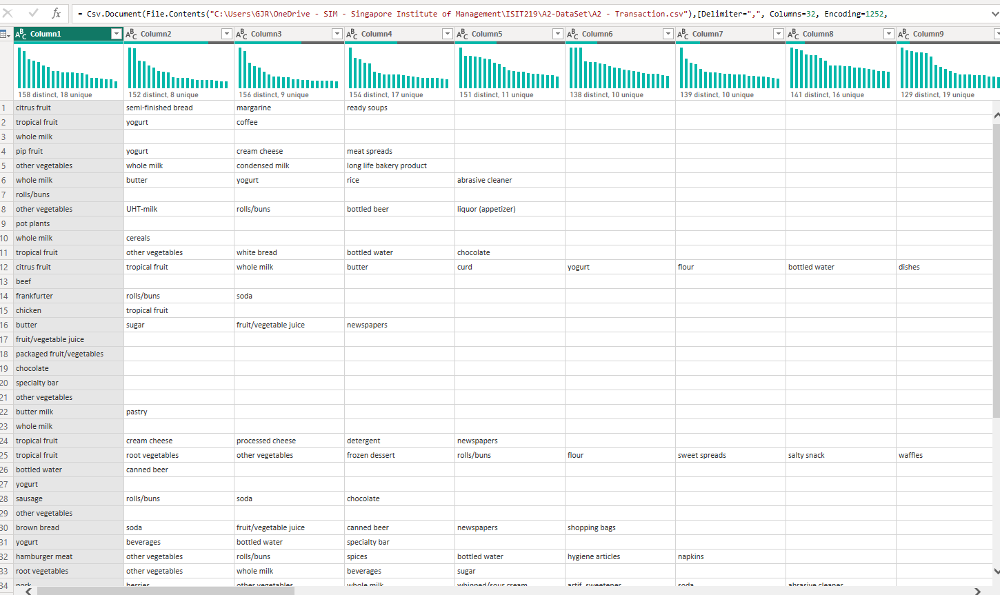 fx = Csv.Document(File.Contents("C:\Users\GJR\OneDrive - SIM - Singapore Institute of Management\ISIT219\A2-DataSet\A2 - Transaction.csv"),[Delimiter=",", Columns=32, Encoding=1252,
ABC Column1 ABC Column2 ABC Column3 ABC Column4 ABC Column5 ABC Column6 ABC Column7 ABC Column8 ABC Column9
158 distinct, 18 unique 152 distinct, 8 unique 156 distinct, 9 unique 154 distinct, 17 unique 151 distinct, 11 unique 138 distinct, 10 unique 139 distinct, 10 unique 141 distinct, 16 unique 129 distinct, 19 unique
1 citrus fruit semi-finished bread margarine ready soups
2 tropical fruit yogurt coffee
3 whole milk
4 pip fruit yogurt cream cheese meat spreads
5 other vegetables whole milk condensed milk long life bakery product
6 whole milk butter yogurt rice abrasive cleaner
7 rolls/buns
8 other vegetables UHT-milk rolls/buns bottled beer liquor (appetizer)
9 pot plants
10 whole milk cereals
11 tropical fruit other vegetables white bread bottled water chocolate
12 citrus fruit tropical fruit whole milk butter curd yogurt flour bottled water dishes
13 beef
14 frankfurter rolls/buns soda
15 chicken tropical fruit
16 butter sugar fruit/vegetable juice newspapers
17 fruit/vegetable juice
18 packaged fruit/vegetables
19 chocolate
20 specialty bar
21 other vegetables
22 butter milk pastry
23 whole milk
24 tropical fruit cream cheese processed cheese detergent newspapers
25 tropical fruit root vegetables other vegetables frozen dessert rolls/buns flour sweet spreads salty snack waffles
26 bottled water canned beer
27 yogurt
28 sausage rolls/buns soda chocolate
29 other vegetables
30 brown bread soda fruit/vegetable juice canned beer newspapers shopping bags
31 yogurt beverages bottled water specialty bar
32 hamburger meat other vegetables rolls/buns spices bottled water hygiene articles napkins
33 root vegetables other vegetables whole milk beverages sugar
34 pork berries other vegetables whole milk whipped/sour cream artif. sweetener soda abrasive cleaner